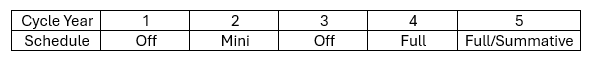 Cycle Year 1 2 3 4 5
Schedule Off Mini Off Full Full/Summative